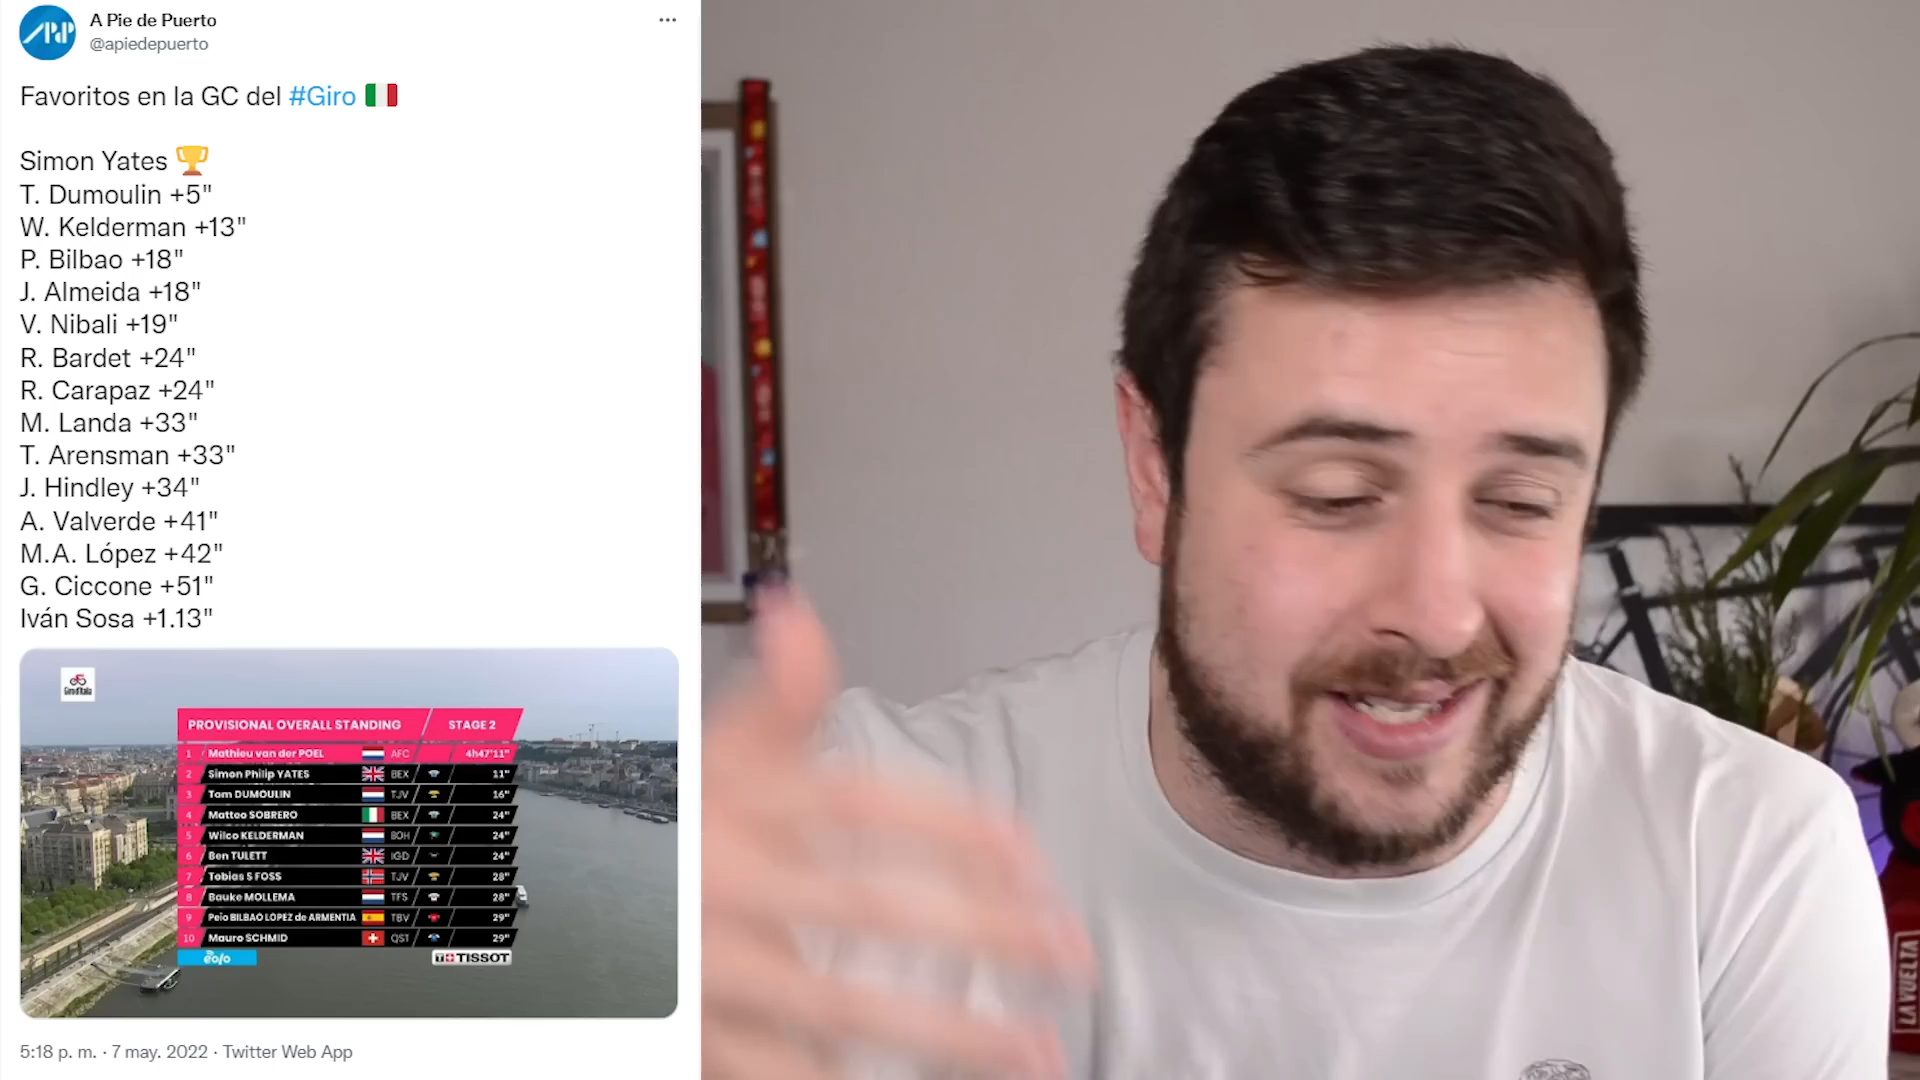 A Pie de Puerto
@apiedepuerto
Favoritos en la GC del #Giro
Simon Yates
T. Dumoulin +5"
W. Kelderman +13"
P. Bilbao +18"
J. Almeida +18"
V. Nibali +19"
R. Bardet +24"
R. Carapaz +24"
M. Landa +33"
T. Arensman +33"
J. Hindley +34"
A. Valverde +41"
M.A. López +42"
G. Ciccone +51"
Iván Sosa +1.13"
Giro d'Italia
PROVISIONAL OVERALL STANDING STAGE 2
1 Mathieu van der POEL AFC 4h47'11"
2 Simon Philip YATES BEX 11"
3 Tom DUMOULIN TJV 16"
4 Matteo SOBRERO BEX 24"
5 Wilco KELDERMAN BOH 24"
6 Ben TULETT IGD 24"
7 Tobias S FOSS TJV 28"
8 Bauke MOLLEMA TFS 28"
9 Peio BILBAO LOPEZ de ARMENTIA TBV 29"
10 Mauro SCHMID QST 29"
eolo
TISSOT
5:18 p. m. · 7 may. 2022 · Twitter Web App
LA VUELTA